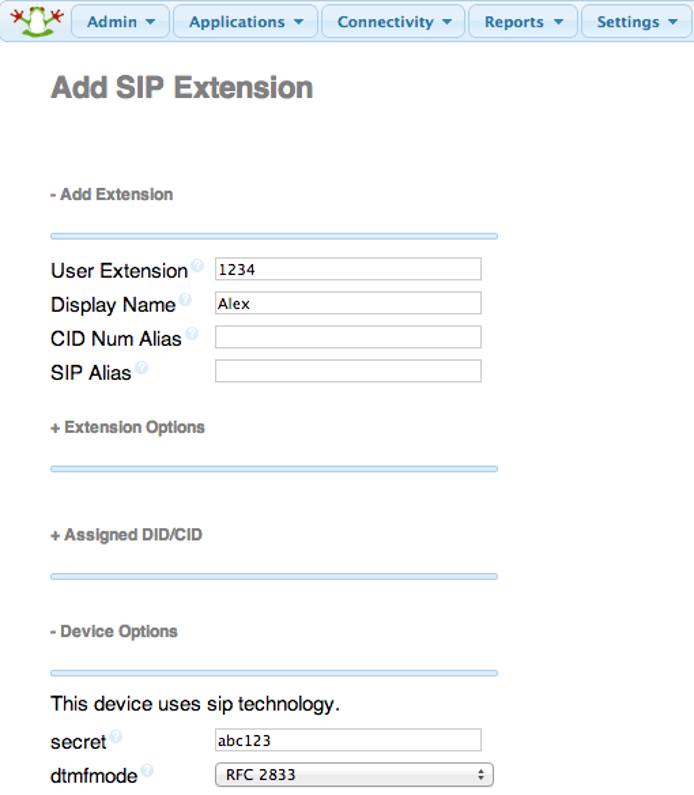 Admin Applications Connectivity Reports Settings
Add SIP Extension
- Add Extension
User Extension ? 1234
Display Name ? Alex
CID Num Alias ?
SIP Alias ?
+ Extension Options
+ Assigned DID/CID
- Device Options
This device uses sip technology.
secret ? abc123
dtmfmode ? RFC 2833